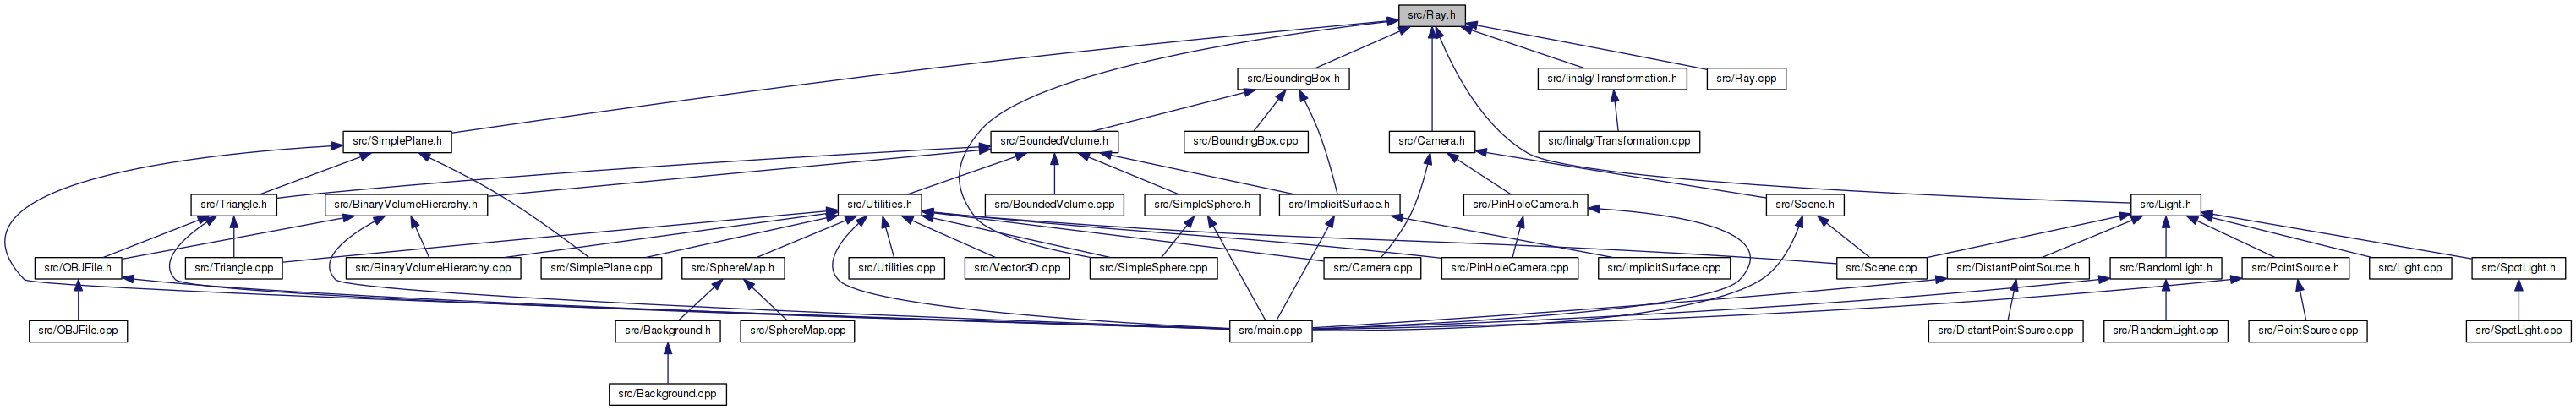 src/Ray.h
src/BoundingBox.h
src/linalg/Transformation.h
src/Ray.cpp
src/SimplePlane.h
src/BoundedVolume.h
src/BoundingBox.cpp
src/Camera.h
src/linalg/Transformation.cpp
src/Triangle.h
src/BinaryVolumeHierarchy.h
src/Utilities.h
src/BoundedVolume.cpp
src/SimpleSphere.h
src/ImplicitSurface.h
src/PinHoleCamera.h
src/Scene.h
src/Light.h
src/OBJFile.h
src/Triangle.cpp
src/BinaryVolumeHierarchy.cpp
src/SimplePlane.cpp
src/SphereMap.h
src/Utilities.cpp
src/Vector3D.cpp
src/SimpleSphere.cpp
src/Camera.cpp
src/PinHoleCamera.cpp
src/ImplicitSurface.cpp
src/Scene.cpp
src/DistantPointSource.h
src/RandomLight.h
src/PointSource.h
src/Light.cpp
src/SpotLight.h
src/OBJFile.cpp
src/Background.h
src/SphereMap.cpp
src/main.cpp
src/DistantPointSource.cpp
src/RandomLight.cpp
src/PointSource.cpp
src/SpotLight.cpp
src/Background.cpp